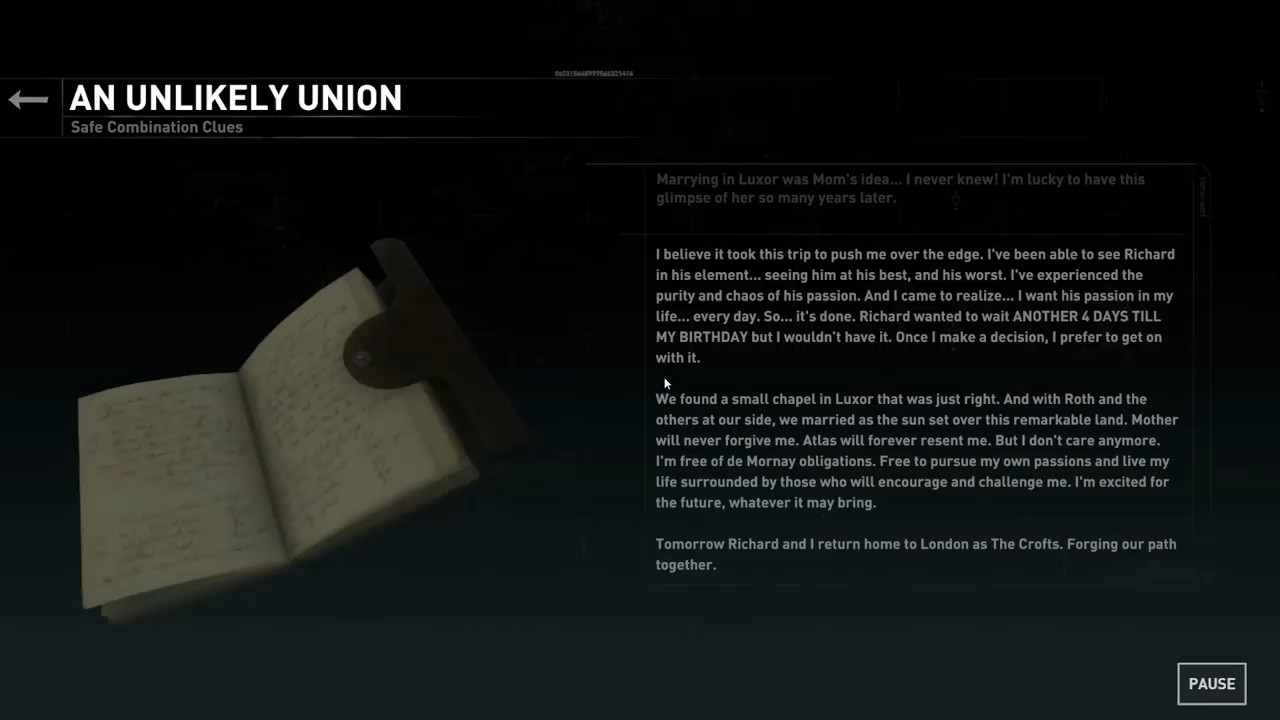 AN UNLIKELY UNION
Safe Combination Clues
Marrying in Luxor was Mom's idea... I never knew! I'm lucky to have this
glimpse of her so many years later.
I believe it took this trip to push me over the edge. I've been able to see Richard
in his element... seeing him at his best, and his worst. I've experienced the
purity and chaos of his passion. And I came to realize... I want his passion in my
life... every day. So... it's done. Richard wanted to wait ANOTHER 4 DAYS TILL
MY BIRTHDAY but I wouldn't have it. Once I make a decision, I prefer to get on
with it.
We found a small chapel in Luxor that was just right. And with Roth and the
others at our side, we married as the sun set over this remarkable land. Mother
will never forgive me. Atlas will forever resent me. But I don't care anymore.
I'm free of de Mornay obligations. Free to pursue my own passions and live my
life surrounded by those who will encourage and challenge me. I'm excited for
the future, whatever it may bring.
Tomorrow Richard and I return home to London as The Crofts. Forging our path
together.
PAUSE